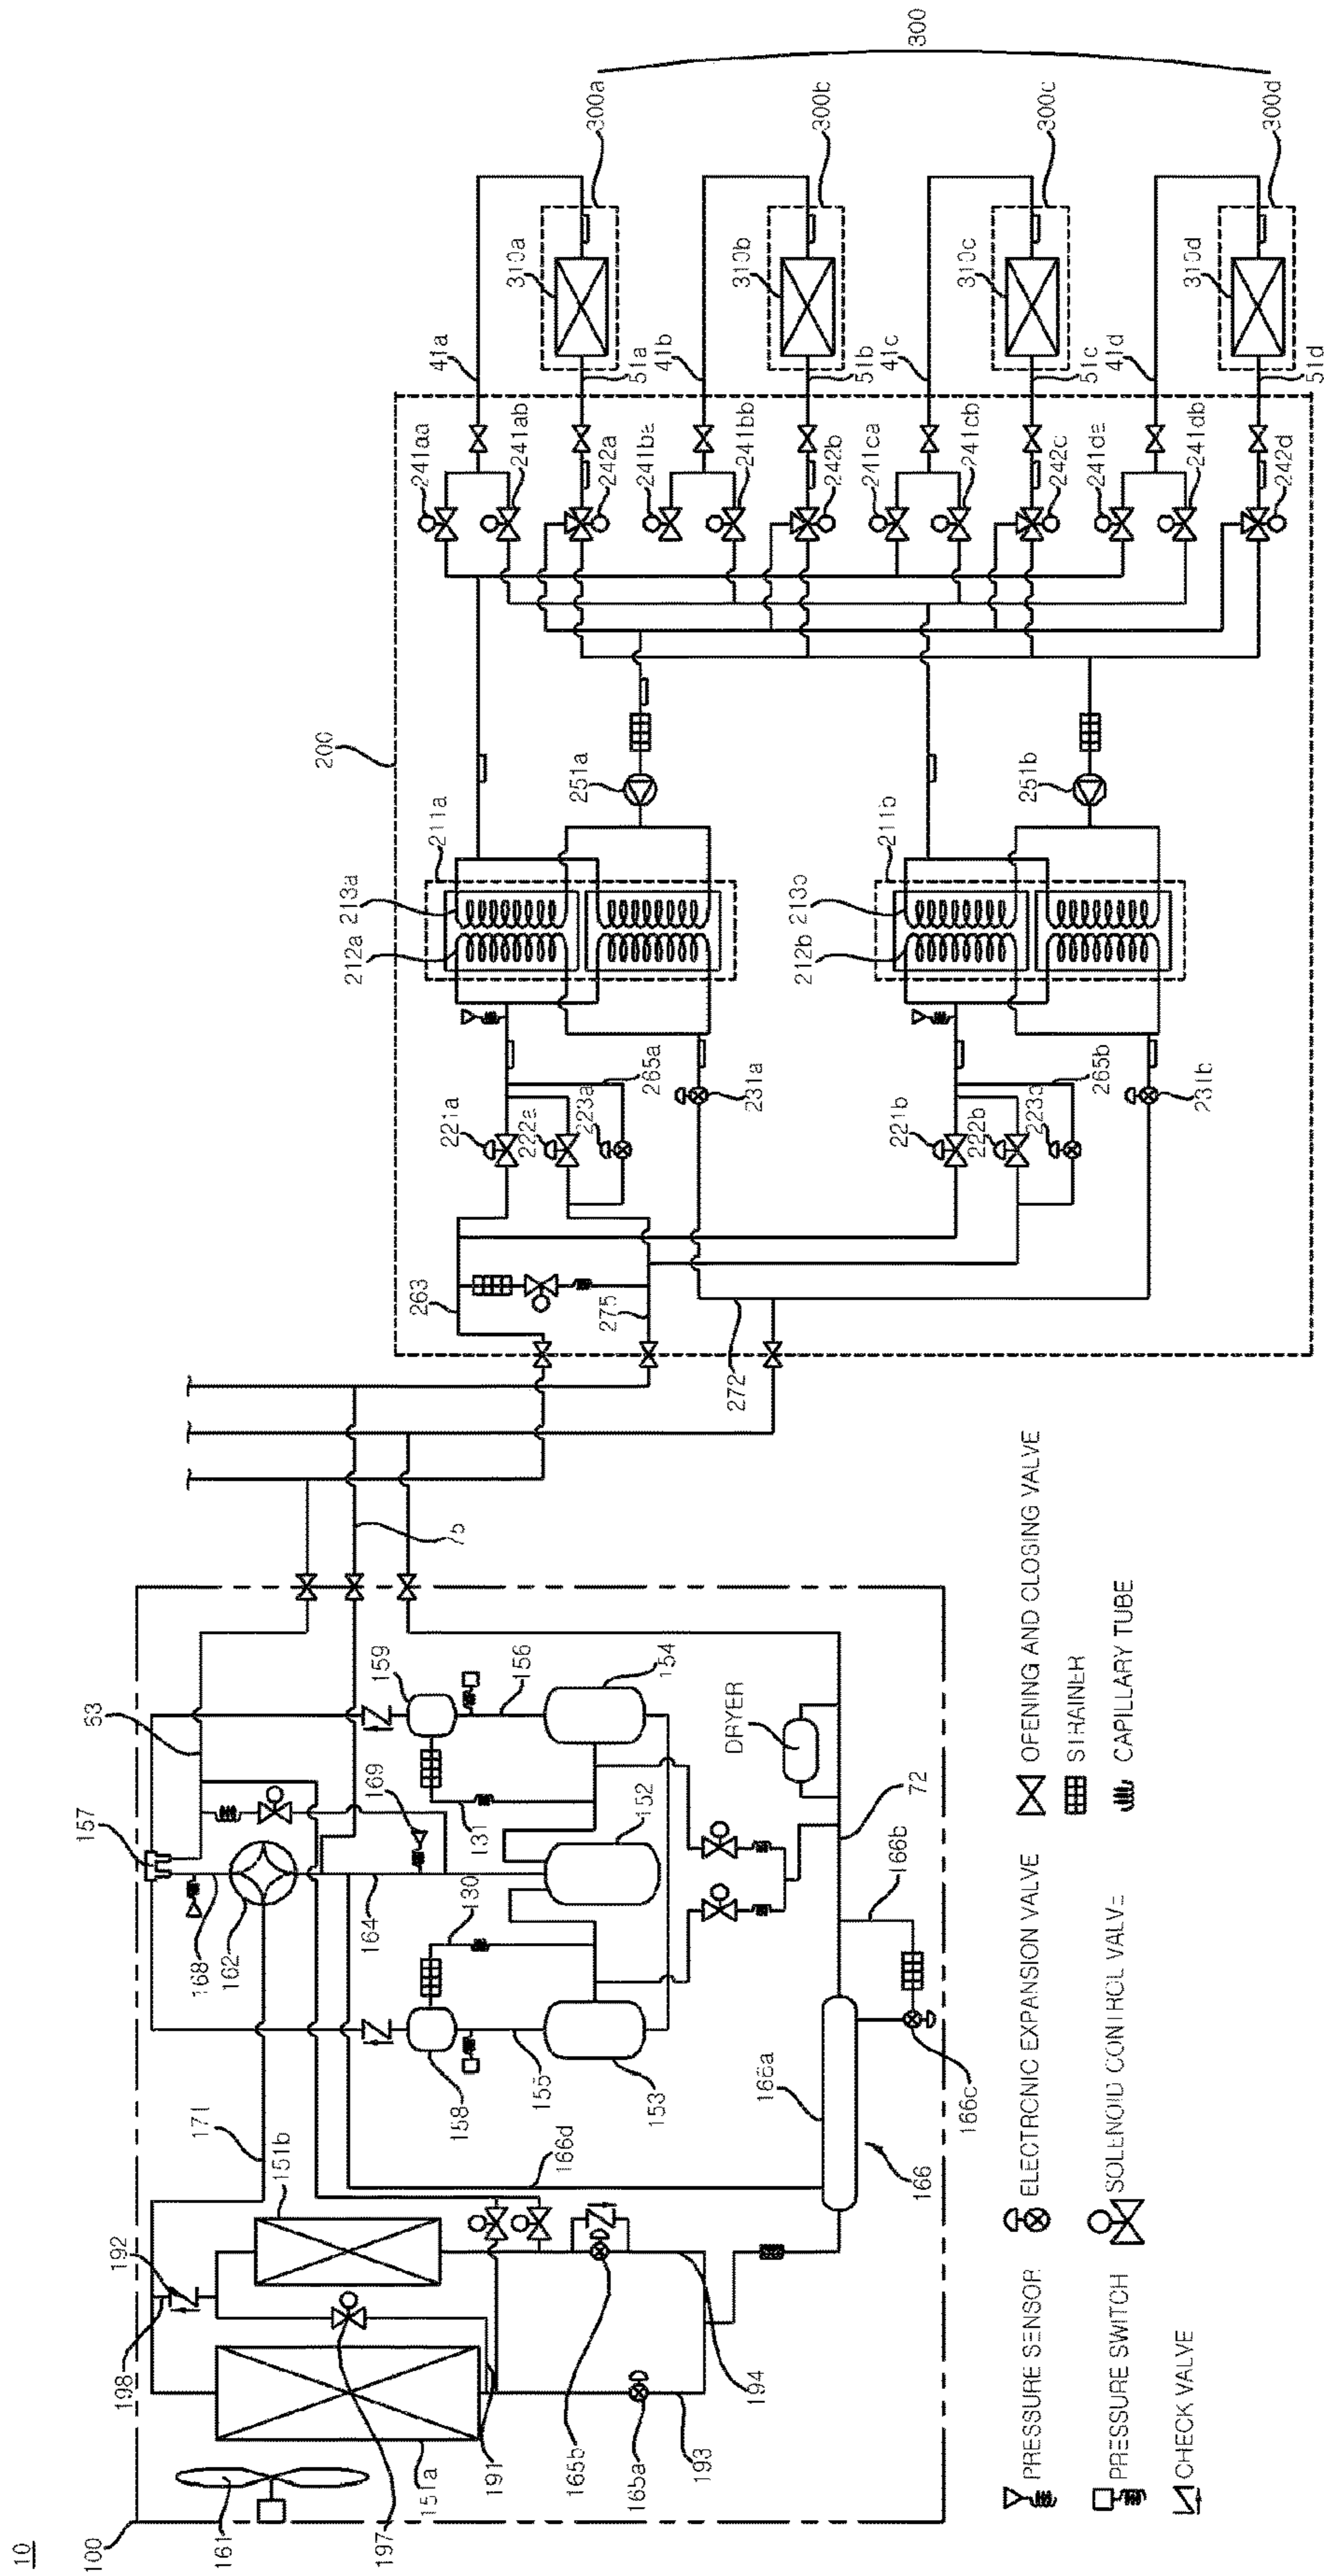 10
100
161
151a
198
192
197
191
165b
165a
193
194
171
151b
166d
158
155
153
168
162
164
130
157
63
169
131
152
159
156
154
DRYER
72
166a
166b
166c
166
75
200
263
275
272
221a
222a
223a
265a
231a
212a
213a
211a
251a
221b
222b
265b
231b
212b
211b
251b
241aa
241ab
242a
241ba
241bb
242b
241ca
241cb
242c
241da
241db
242d
41a
51a
41b
51b
41c
51c
41d
51d
310a
310b
310c
310d
300a
300b
300c
300d
300
PRESSURE SENSOR
ELECTRONIC EXPANSION VALVE
OPENING AND CLOSING VALVE
PRESSURE SWITCH
SOLENOID CONTROL VALVE
STRAINER
CHECK VALVE
CAPILLARY TUBE